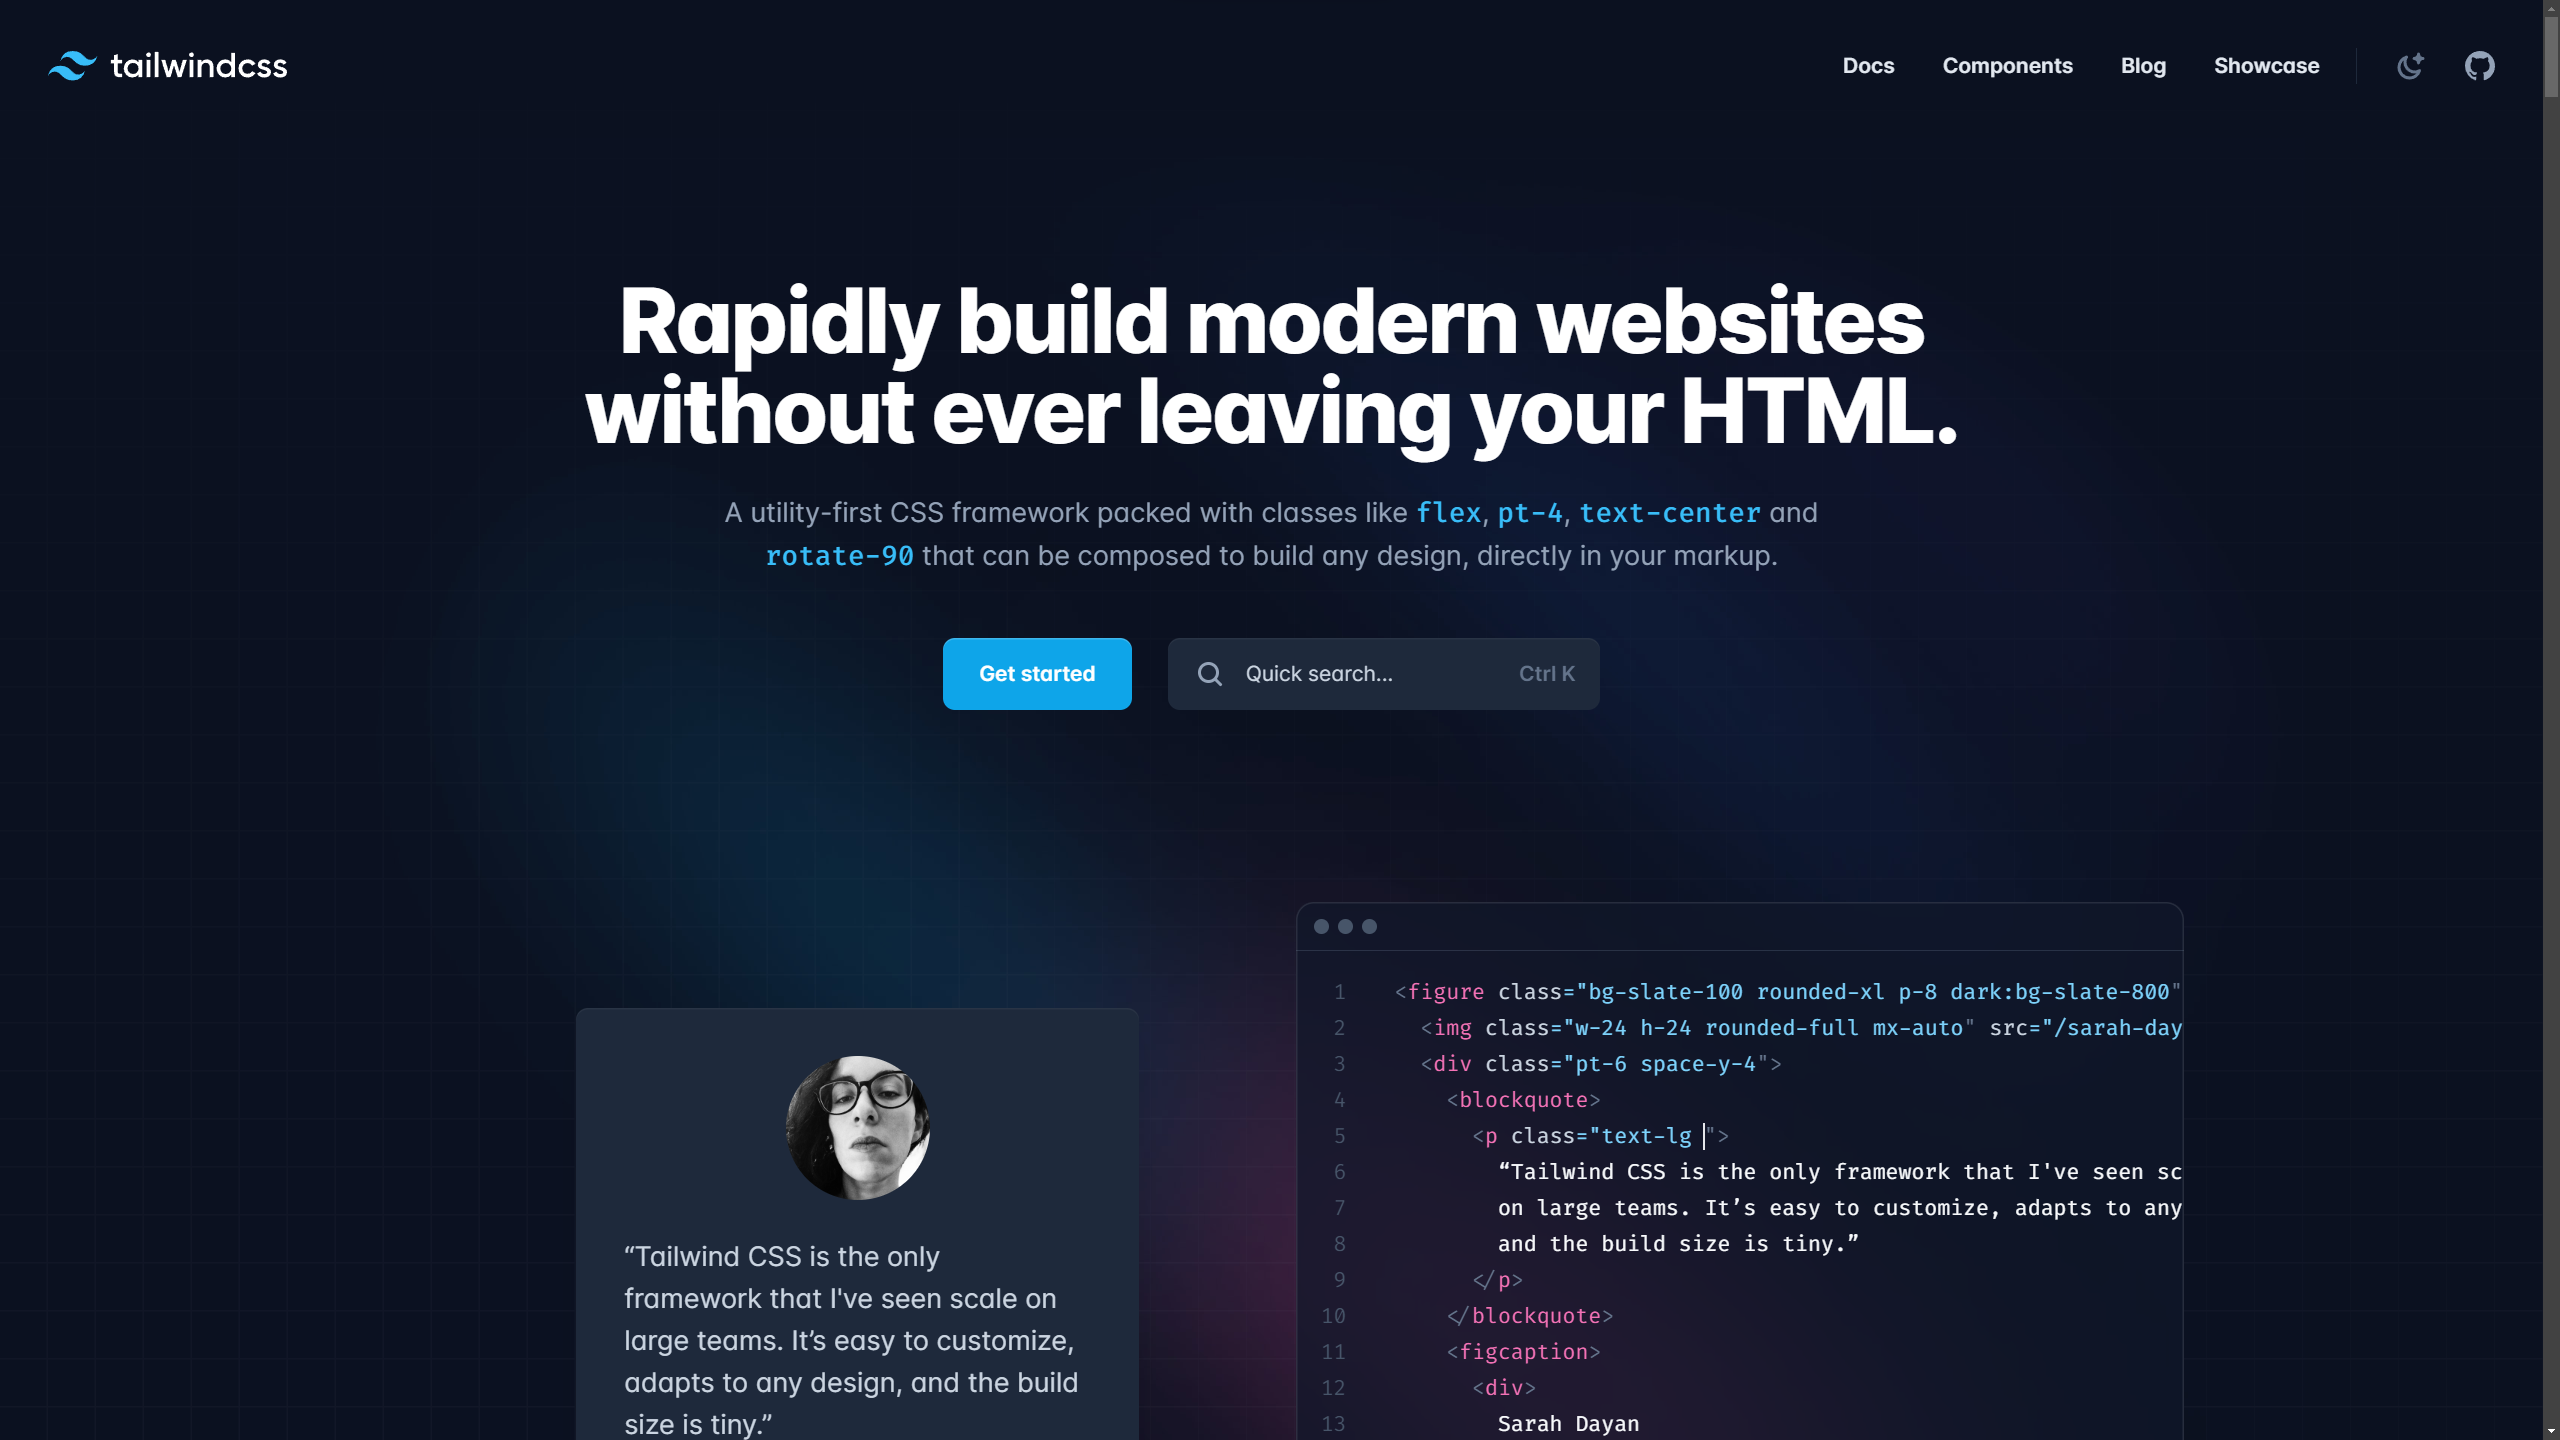 tailwindcss
Docs Components Blog Showcase
Rapidly build modern websites
without ever leaving your HTML.
A utility-first CSS framework packed with classes like flex, pt-4, text-center and
rotate-90 that can be composed to build any design, directly in your markup.
Get started
Quick search... Ctrl K
“Tailwind CSS is the only
framework that I've seen scale on
large teams. It’s easy to customize,
adapts to any design, and the build
size is tiny.”
1 <figure class="bg-slate-100 rounded-xl p-8 dark:bg-slate-800"
2 <img class="w-24 h-24 rounded-full mx-auto" src="/sarah-day
3 <div class="pt-6 space-y-4">
4 <blockquote>
5 <p class="text-lg ">
6 “Tailwind CSS is the only framework that I've seen sc
7 on large teams. It’s easy to customize, adapts to any
8 and the build size is tiny.”
9 </p>
10 </blockquote>
11 <figcaption>
12 <div>
13 Sarah Dayan